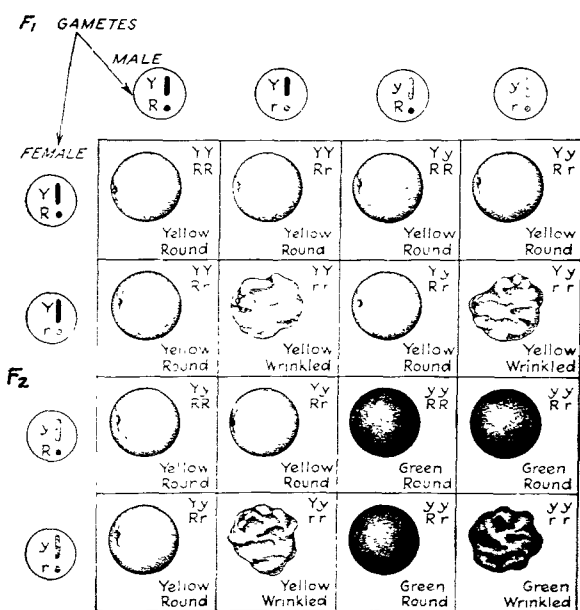 F1 GAMETES
MALE
Y Y y y
R r R r
FEMALE
Y
R
YY YY Yy Yy
RR Rr RR Rr
Yellow Yellow Yellow Yellow
Round Round Round Round
Y
r
YY YY Yy Yy
Rr rr Rr rr
Yellow Yellow Yellow Yellow
Round Wrinkled Round Wrinkled
F2
y
R
Yy Yy yy yy
RR Rr RR Rr
Yellow Yellow Green Green
Round Round Round Round
y
r
Yy Yy yy yy
Rr rr Rr rr
Yellow Yellow Green Green
Round Wrinkled Round Wrinkled